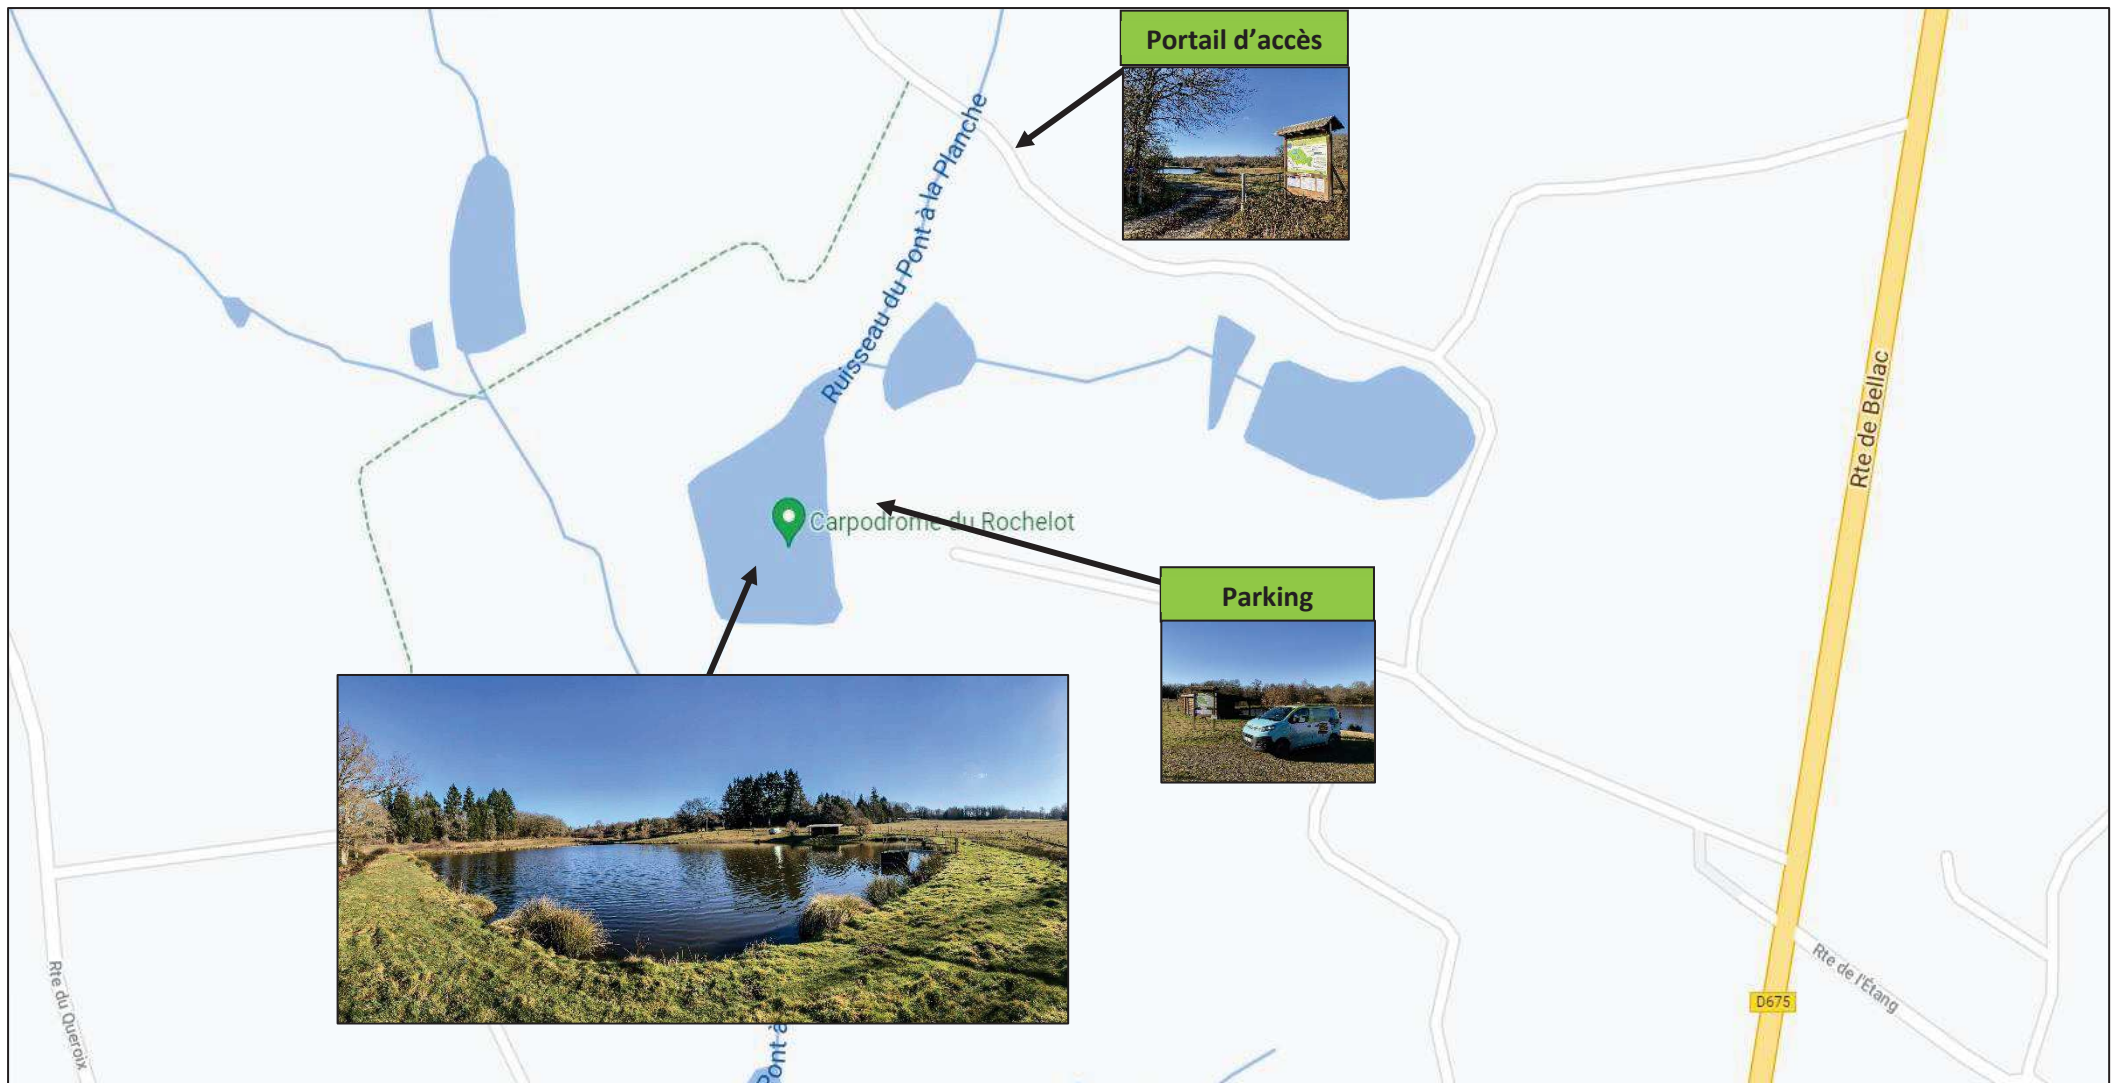 Portail d'accès
Ruisseau du Pont à la Planche
Rte de Bellac
Carpodrome du Rochelot
Parking
Rte du Queroix
Rte de l'Étang
D675
Pont à